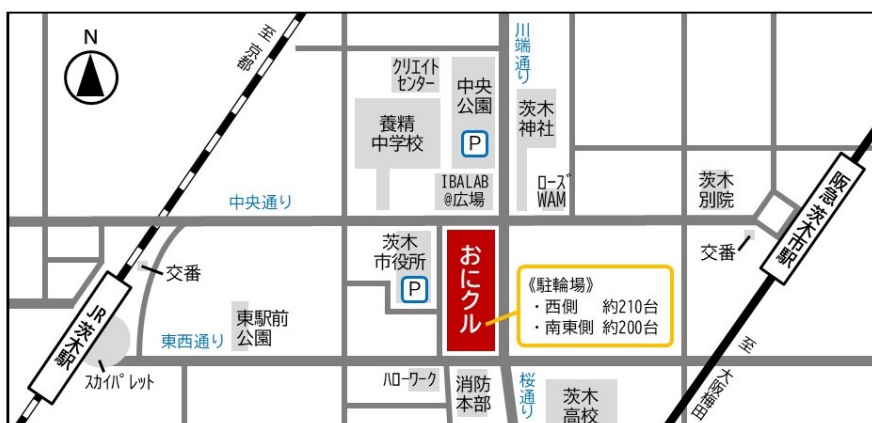 N
至 京都
川端通り
クリエイト
センター
中央
公園
P
養精
中学校
茨木
神社
IBALAB
@広場
ローズ
WAM
茨木
別院
阪急 茨木市駅
中央通り
交番
茨木
市役所
P
おにクル
《駐輪場》
・西側 約210台
・南東側 約200台
交番
JR茨木駅
東西通り
東駅前
公園
スカイパレット
ハローワーク
消防
本部
桜通り
茨木
高校
至 大阪梅田